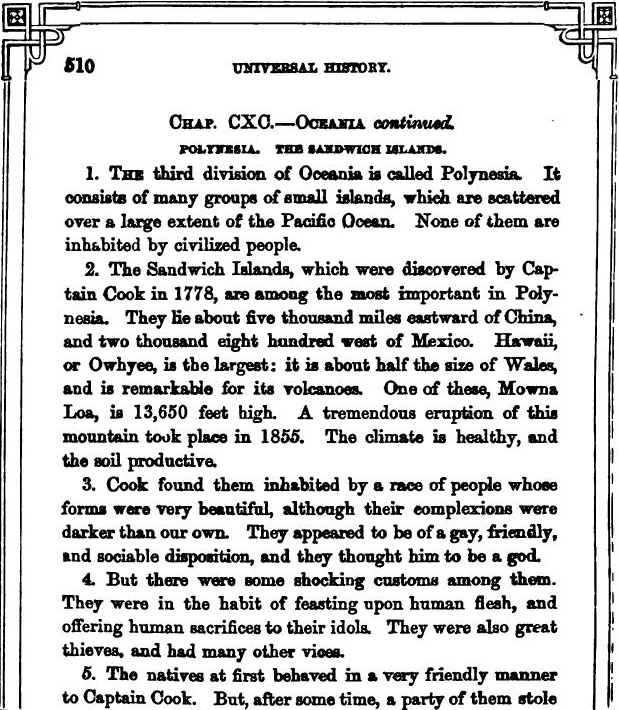 510 UNIVERSAL HISTORY.
CHAP. CXC.—OCEANIA continued.
POLYNESIA. THE SANDWICH ISLANDS.
1. THE third division of Oceania is called Polynesia. It
consists of many groups of small islands, which are scattered
over a large extent of the Pacific Ocean. None of them are
inhabited by civilized people.
2. The Sandwich Islands, which were discovered by Cap-
tain Cook in 1778, are among the most important in Poly-
nesia. They lie about five thousand miles eastward of China,
and two thousand eight hundred west of Mexico. Hawaii,
or Owhyee, is the largest: it is about half the size of Wales,
and is remarkable for its volcanoes. One of these, Mowna
Loa, is 13,650 feet high. A tremendous eruption of this
mountain took place in 1855. The climate is healthy, and
the soil productive.
3. Cook found them inhabited by a race of people whose
forms were very beautiful, although their complexions were
darker than our own. They appeared to be of a gay, friendly,
and sociable disposition, and they thought him to be a god.
4. But there were some shocking customs among them.
They were in the habit of feasting upon human flesh, and
offering human sacrifices to their idols. They were also great
thieves, and had many other vices.
5. The natives at first behaved in a very friendly manner
to Captain Cook. But, after some time, a party of them stole